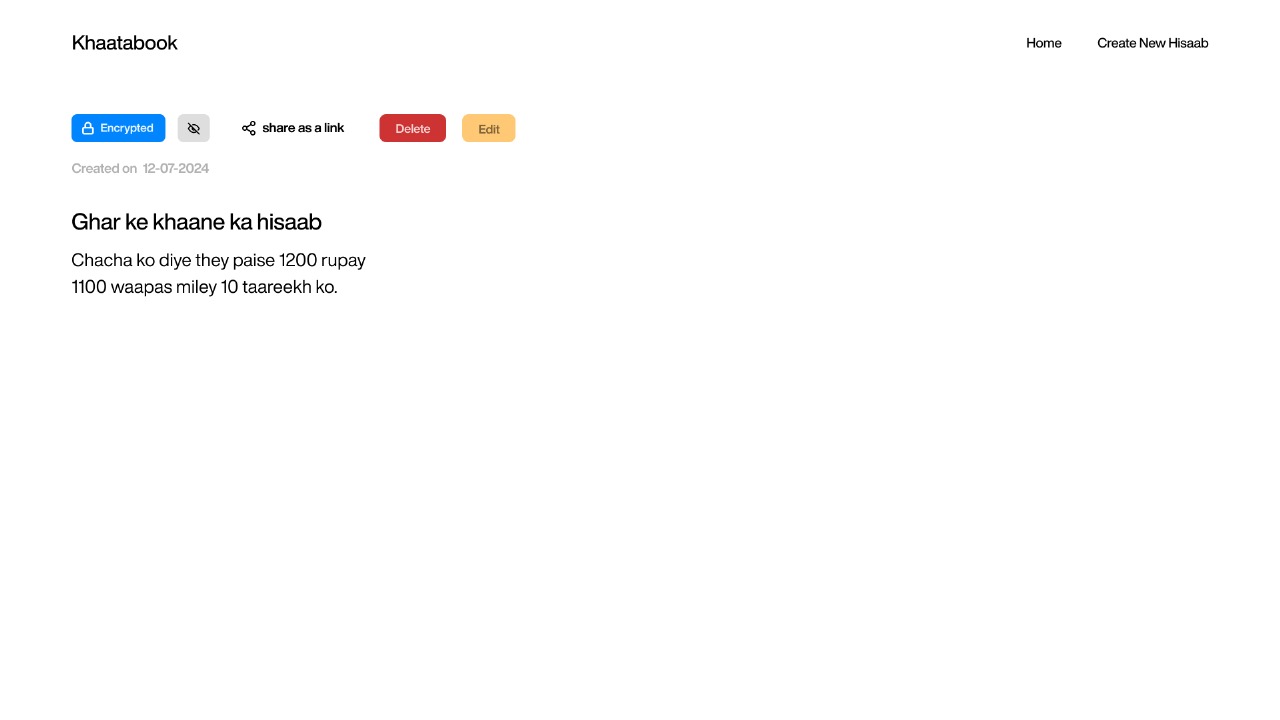 Khaatabook
Home
Create New Hisaab
Encrypted
share as a link
Delete
Edit
Created on 12-07-2024
Ghar ke khaane ka hisaab
Chacha ko diye they paise 1200 rupay
1100 waapas miley 10 taareekh ko.